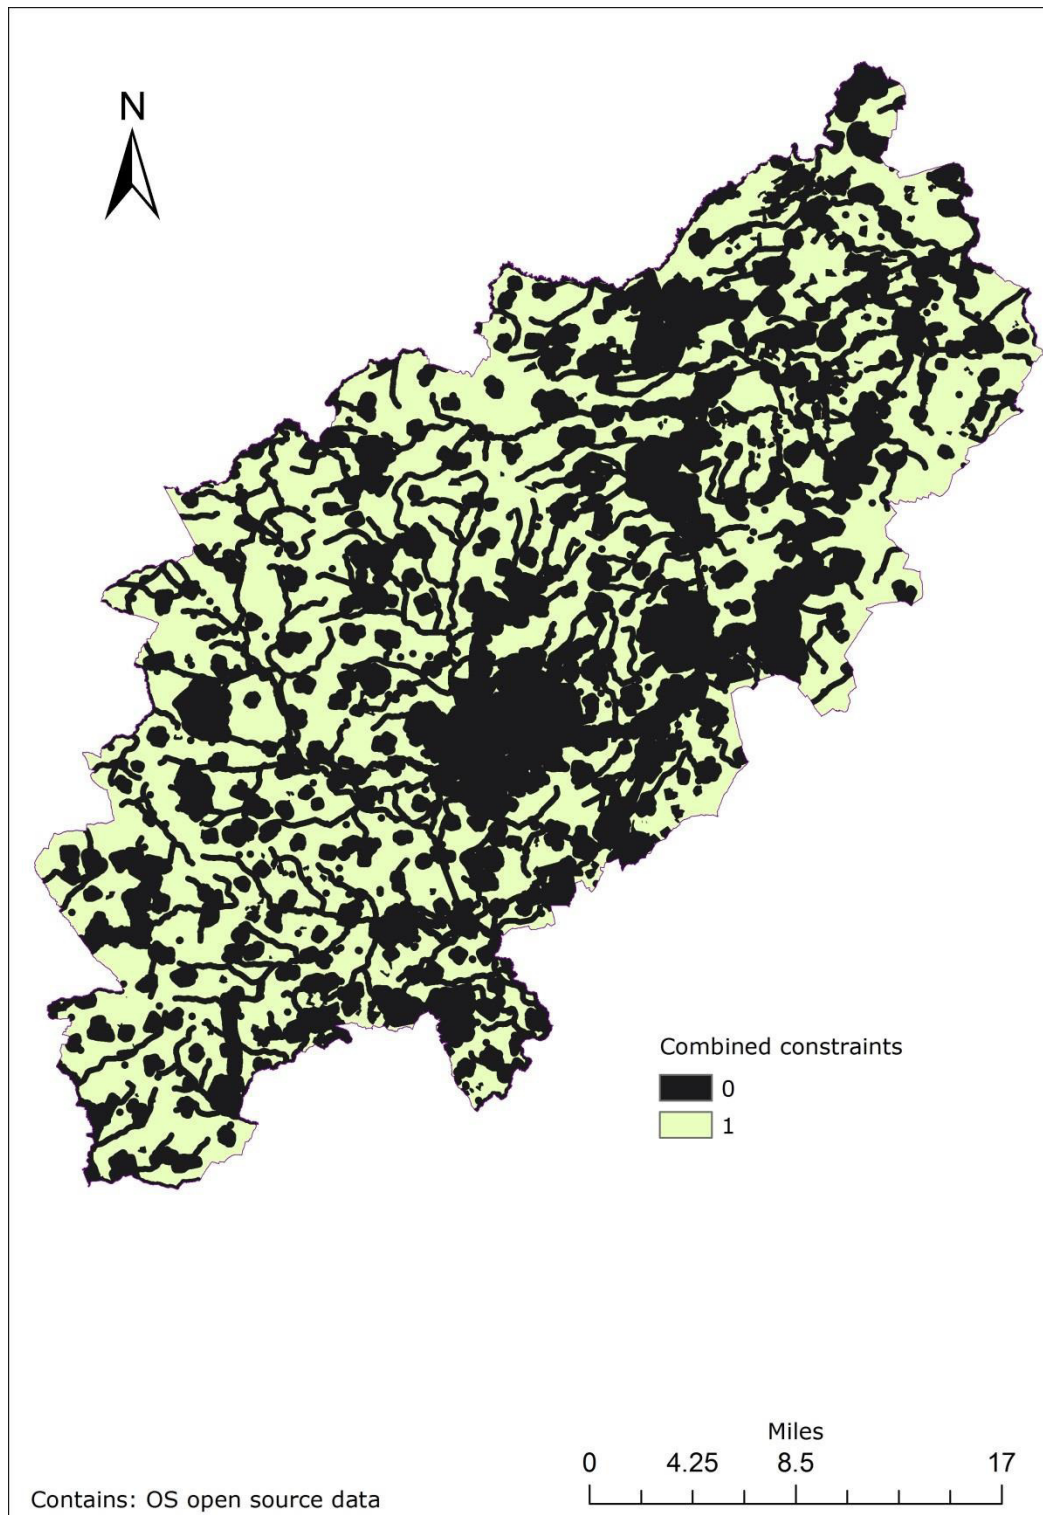 N
Combined constraints
0
1
Miles
0 4.25 8.5 17
Contains: OS open source data